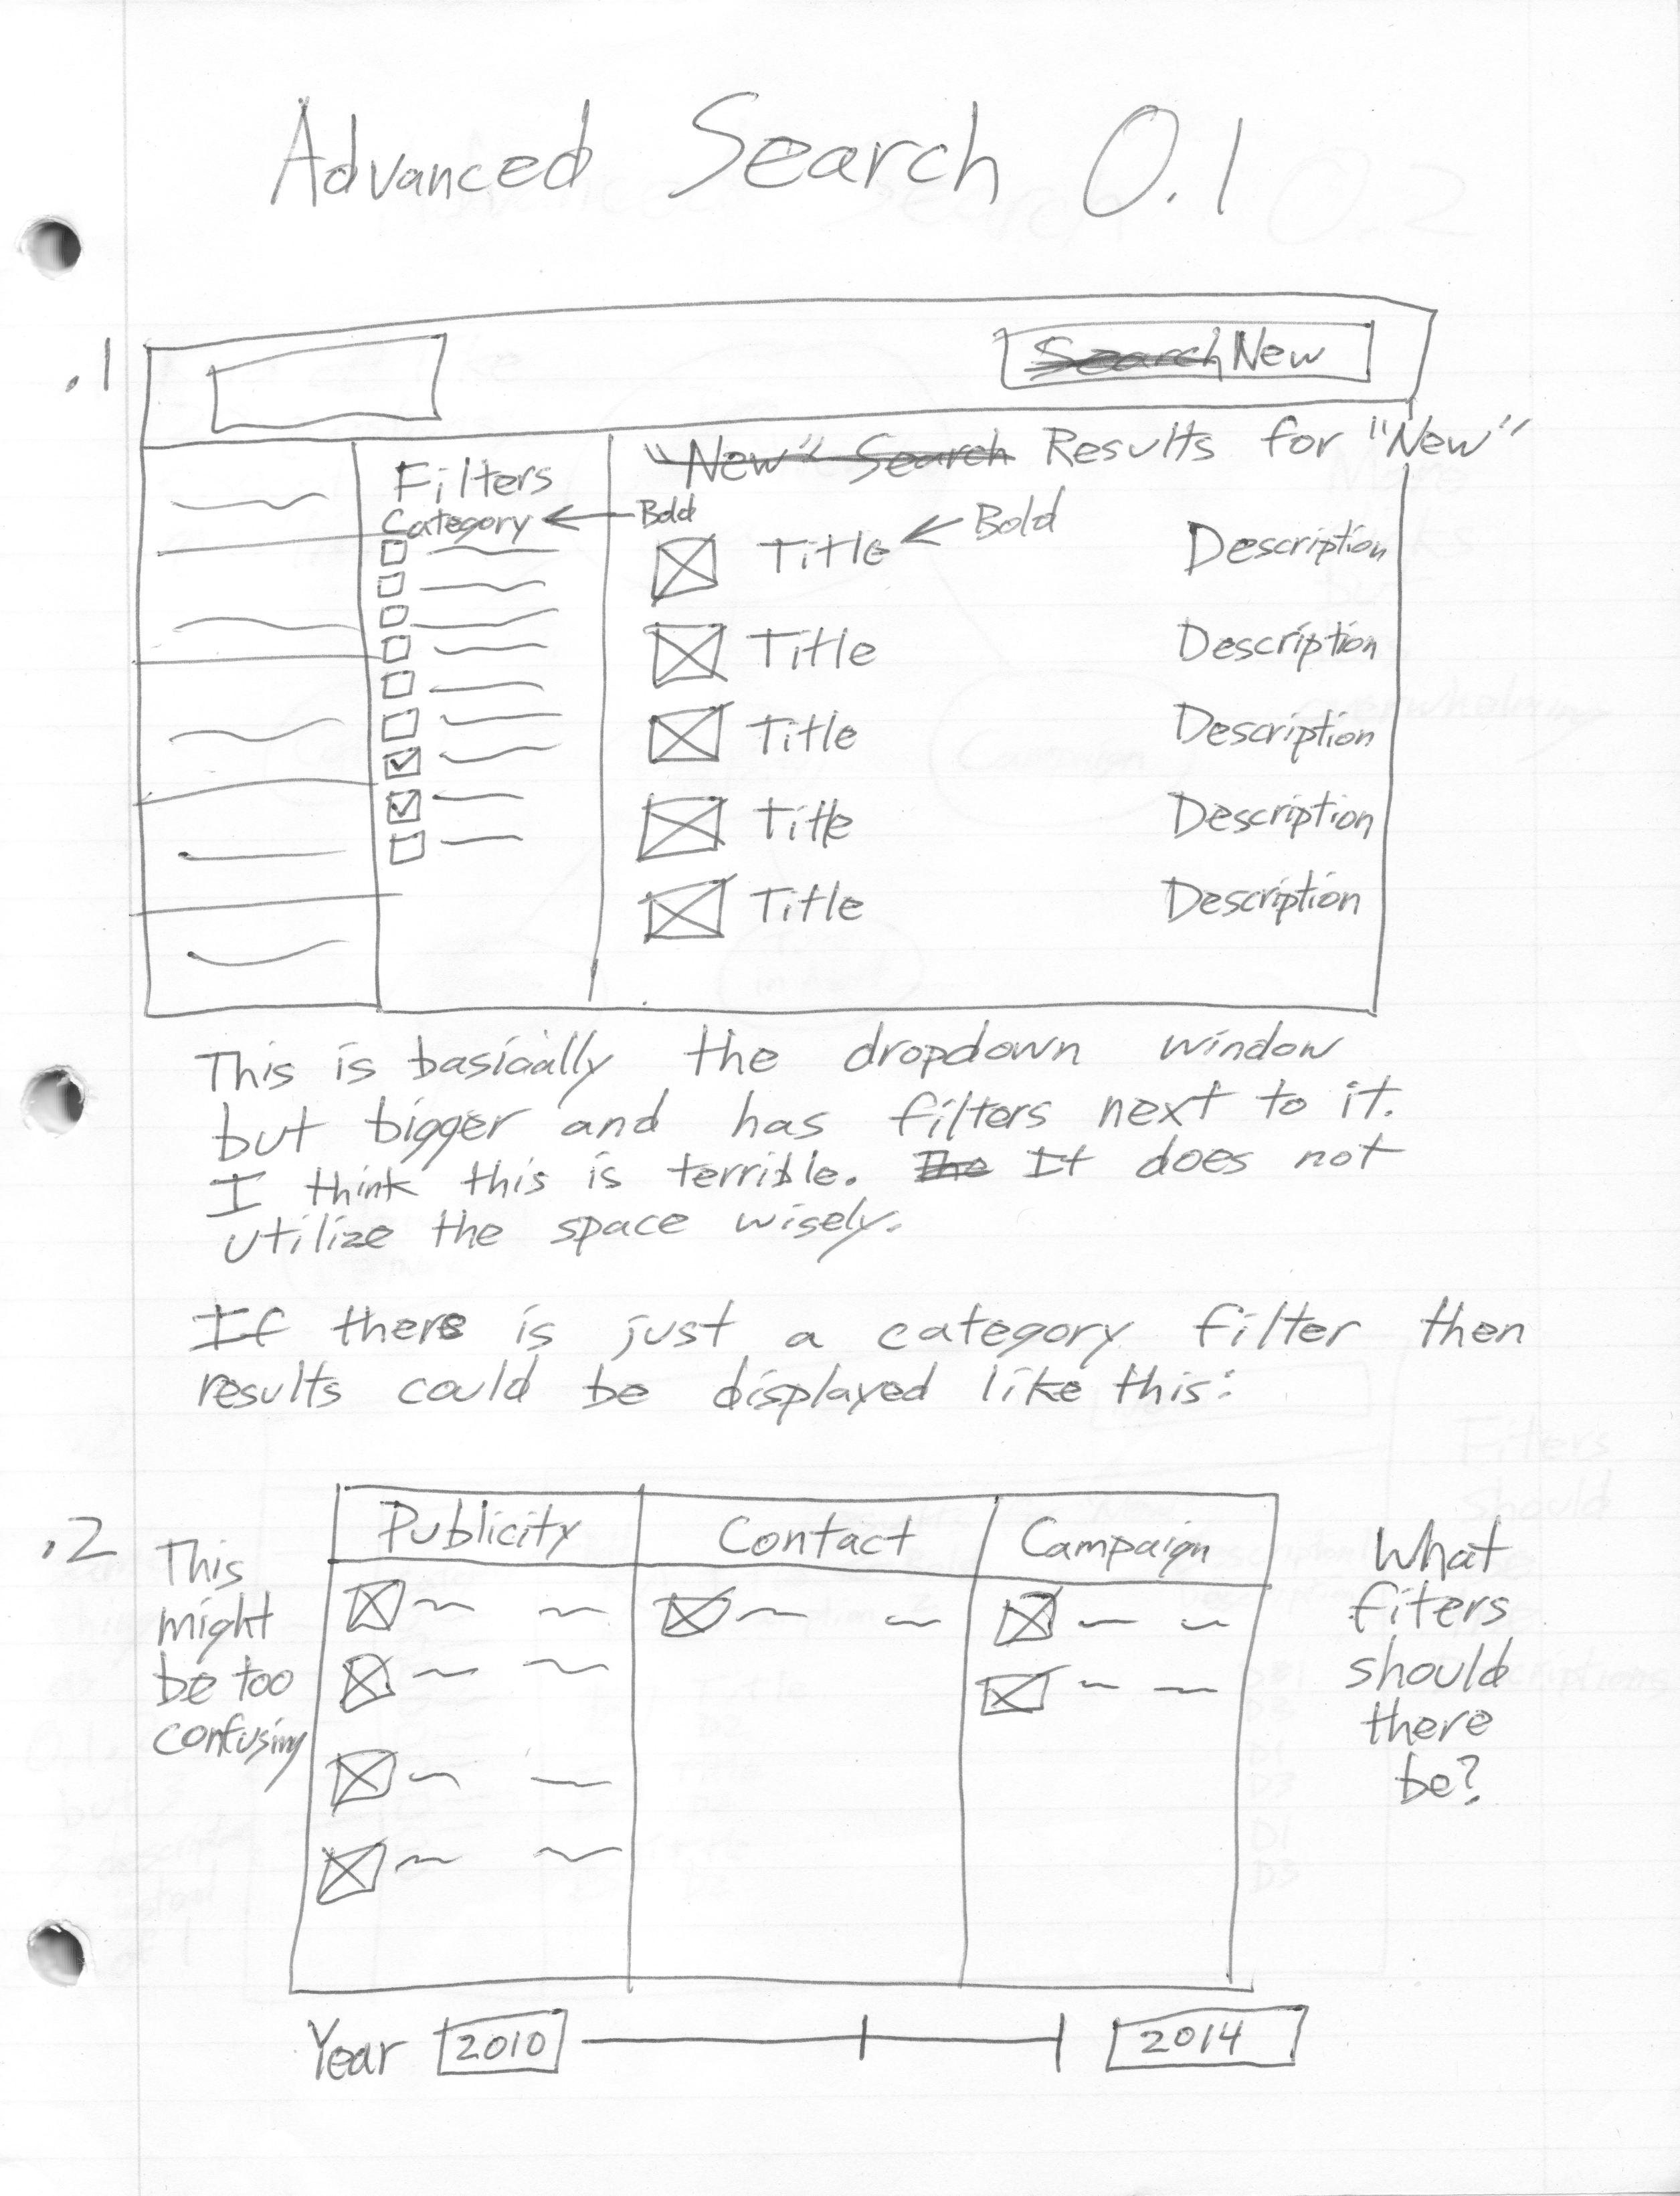 Advanced Search 0.1
.1
Search New
"New" Search Results for "New"
Filters
Category ← Bold
Title ← Bold Description
Title Description
Title Description
Title Description
Title Description
This is basically the dropdown window
but bigger and has filters next to it.
I think this is terrible. The It does not
utilize the space wisely.
If there is just a category filter then
results could be displayed like this:
.2
This
might
be too
confusing
Publicity Contact Campaign
What
fiters
should
there
be?
Year 2010 2014